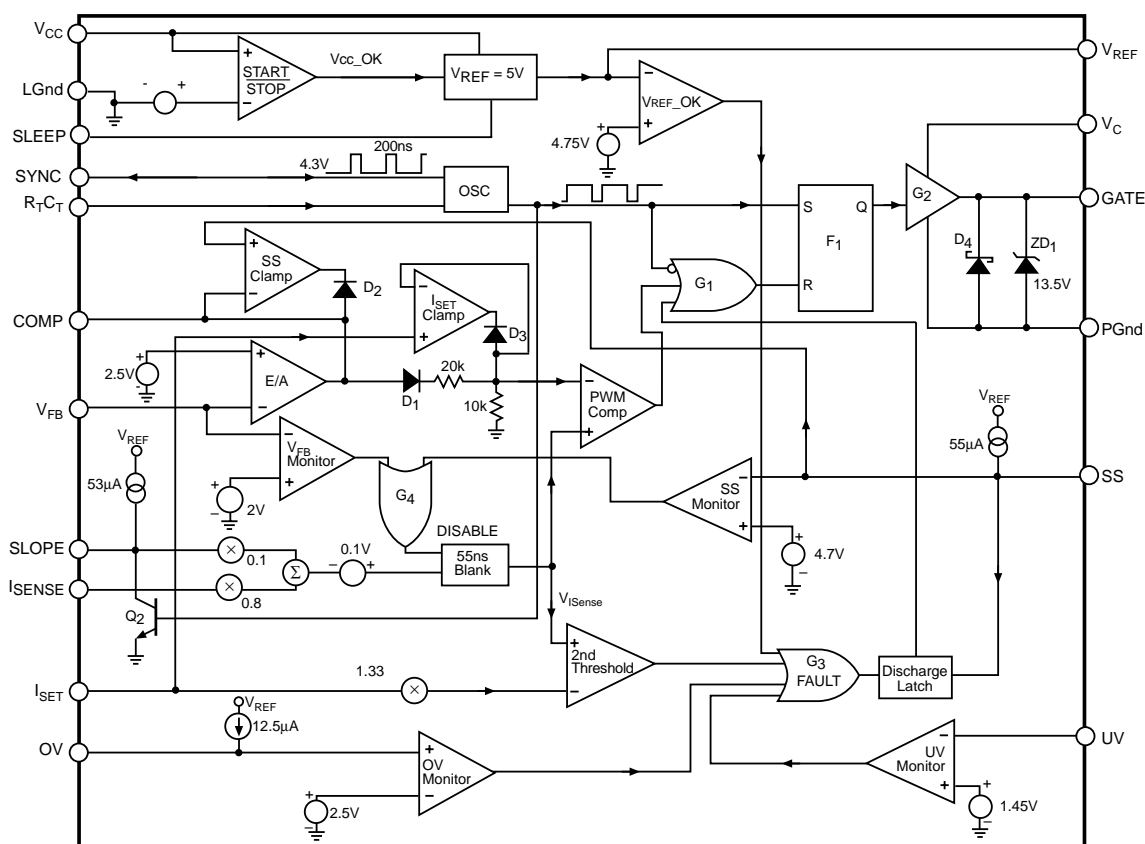 VCC
LGnd
SLEEP
SYNC
RTCT
COMP
VFB
SLOPE
ISENSE
ISET
OV
VREF
VC
GATE
PGnd
SS
UV
- +
+
START
STOP
−
Vcc_OK
VREF = 5V
−
VREF_OK
+
+
4.75V
4.3V
200ns
OSC
S
Q
F1
R
G2
D4
ZD1
13.5V
+
SS
Clamp
−
D2
−
ISET
Clamp
+
D3
G1
+
2.5V
-
+
E/A
−
D1
20k
10k
−
PWM
Comp
+
VREF
55µA
VREF
53µA
−
VFB
Monitor
+
+
−
2V
G4
−
SS
Monitor
+
+
4.7V
−
DISABLE
×
0.1
Σ
0.1V
− +
55ns
Blank
×
0.8
Q2
VISense
+
2nd
Threshold
−
1.33
×
G3
FAULT
Discharge
Latch
VREF
12.5µA
+
OV
Monitor
−
+
2.5V
−
−
UV
Monitor
+
+
1.45V
−